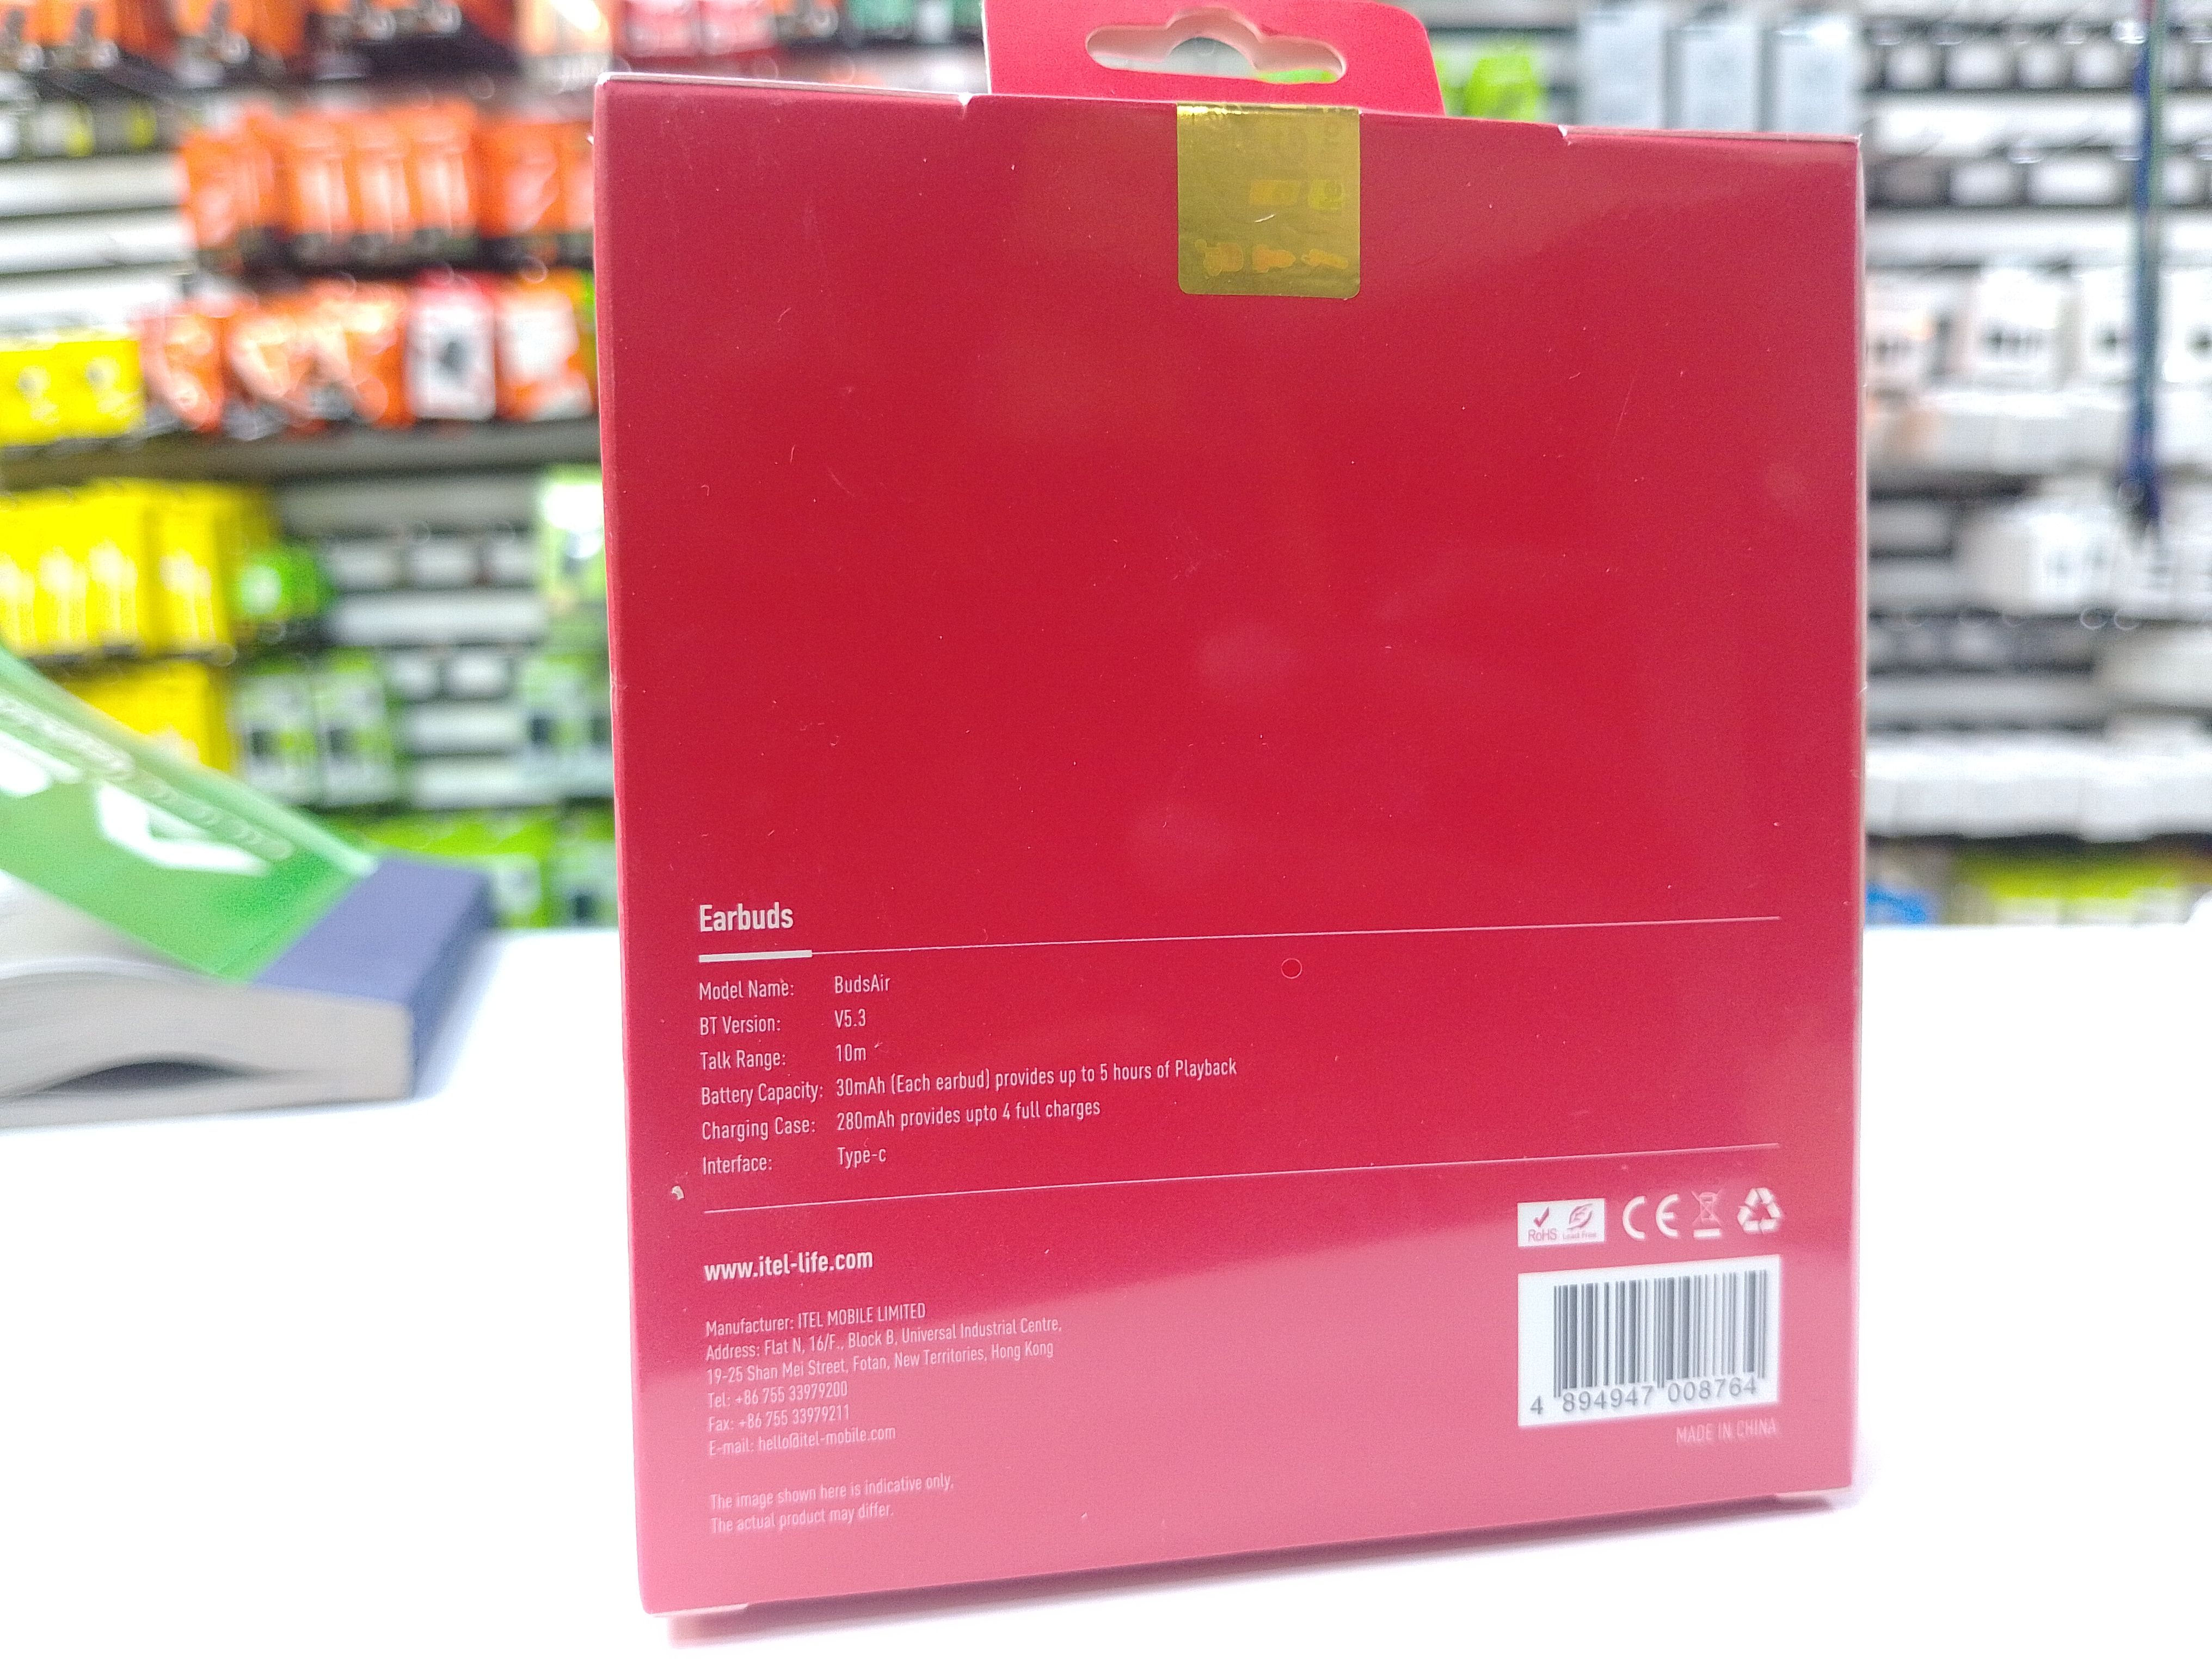 Earbuds
Model Name: BudsAir
BT Version: V5.3
Talk Range: 10m
Battery Capacity: 30mAh (Each earbud) provides up to 5 hours of Playback
Charging Case: 280mAh provides upto 4 full charges
Interface: Type-c
RoHS Lead Free CE
www.itel-life.com
Manufacturer: ITEL MOBILE LIMITED
Address: Flat N, 16/F., Block B, Universal Industrial Centre,
19-25 Shan Mei Street, Fotan, New Territories, Hong Kong
Tel: +86 755 33979200
Fax: +86 755 33979211
E-mail: hello@itel-mobile.com
4 894947 008764
MADE IN CHINA
The image shown here is indicative only,
The actual product may differ.